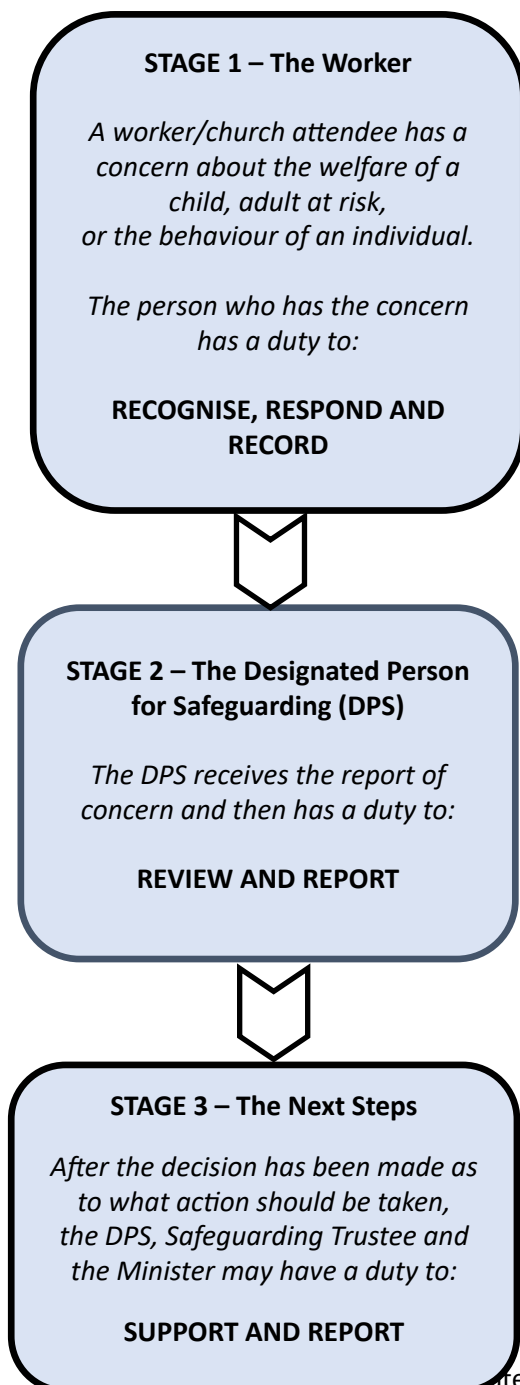 STAGE 1 – The Worker
A worker/church attendee has a
concern about the welfare of a
child, adult at risk,
or the behaviour of an individual.
The person who has the concern
has a duty to:
RECOGNISE, RESPOND AND
RECORD
STAGE 2 – The Designated Person
for Safeguarding (DPS)
The DPS receives the report of
concern and then has a duty to:
REVIEW AND REPORT
STAGE 3 – The Next Steps
After the decision has been made as
to what action should be taken,
the DPS, Safeguarding Trustee and
the Minister may have a duty to:
SUPPORT AND REPORT